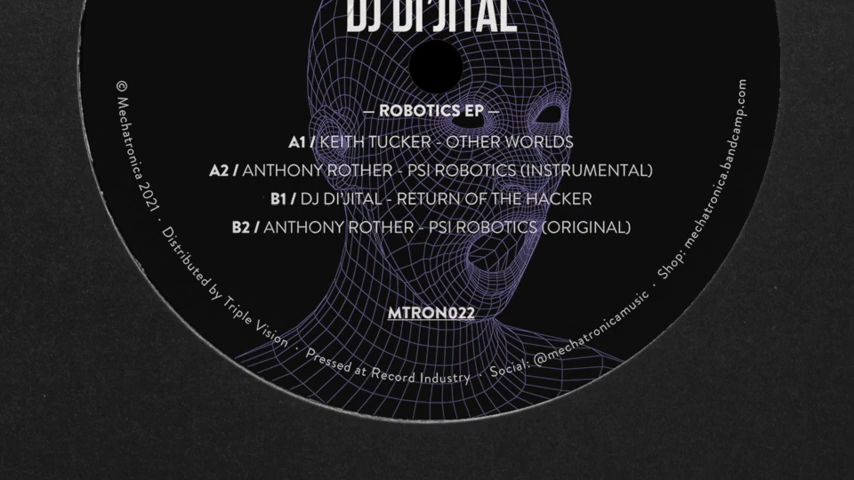 DJ DI'JITAL
— ROBOTICS EP —
A1 / KEITH TUCKER - OTHER WORLDS
A2 / ANTHONY ROTHER - PSI ROBOTICS (INSTRUMENTAL)
B1 / DJ DI'JITAL - RETURN OF THE HACKER
B2 / ANTHONY ROTHER - PSI ROBOTICS (ORIGINAL)
MTRON022
© Mechatronica 2021 · Distributed by Triple Vision · Pressed at Record Industry · Social: @mechatronicamusic · Shop: mechatronica.bandcamp.com